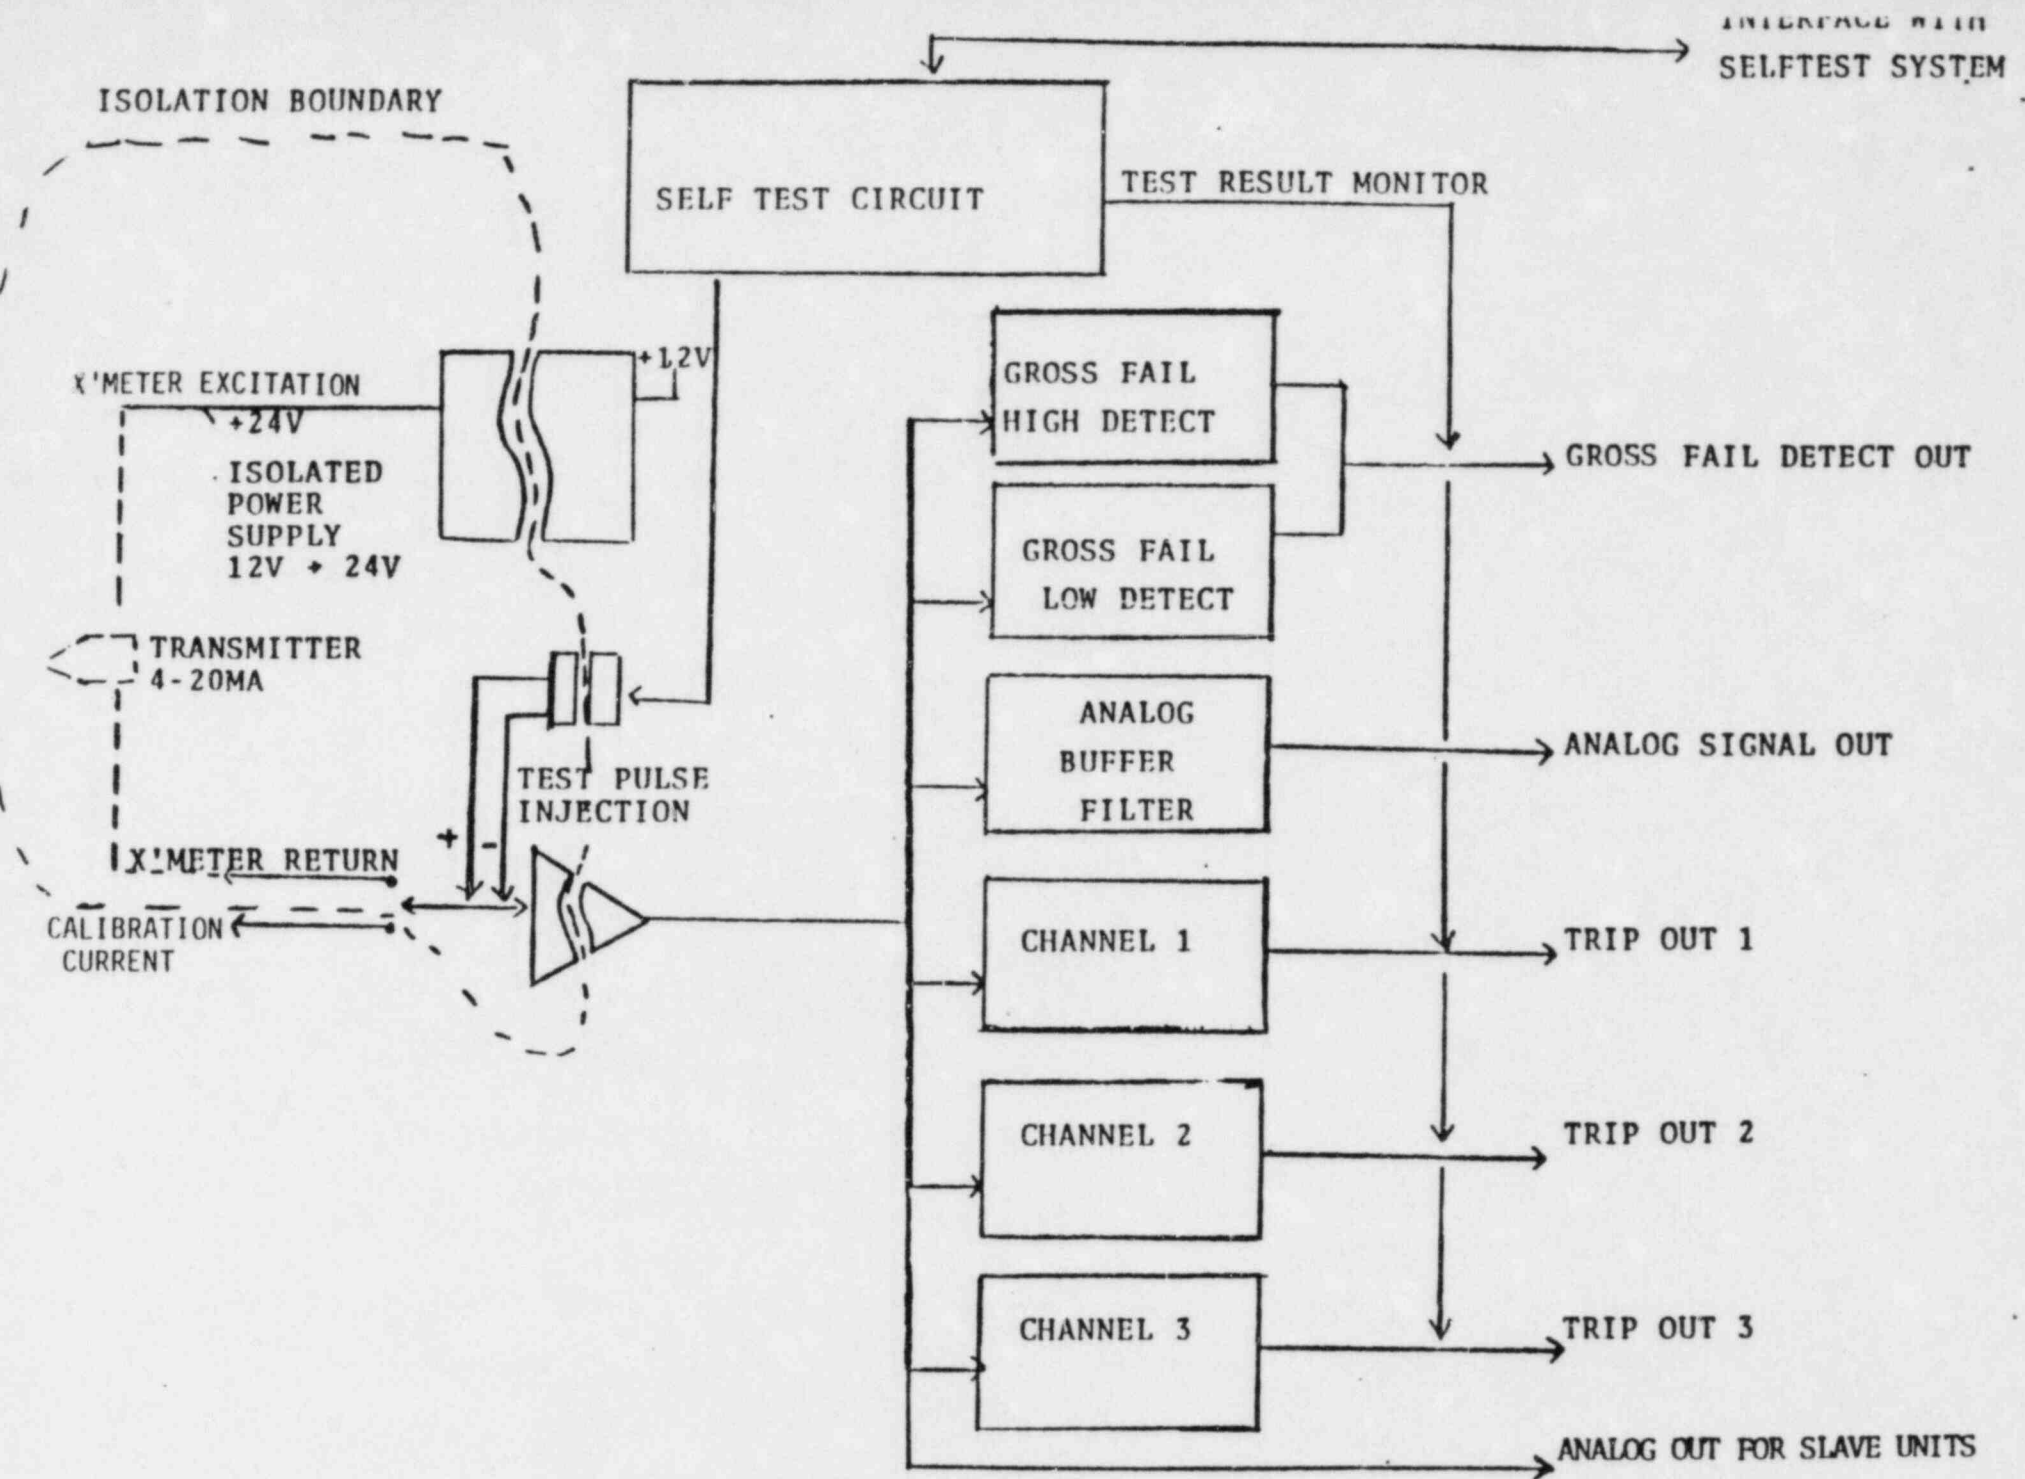 INTERFACE WITH
SELFTEST SYSTEM
ISOLATION BOUNDARY
SELF TEST CIRCUIT
TEST RESULT MONITOR
+12V
X'METER EXCITATION
+24V
ISOLATED
POWER
SUPPLY
12V → 24V
GROSS FAIL
HIGH DETECT
GROSS FAIL DETECT OUT
GROSS FAIL
LOW DETECT
TRANSMITTER
4-20MA
ANALOG
BUFFER
FILTER
ANALOG SIGNAL OUT
TEST PULSE
INJECTION
+ -
X'METER RETURN
CALIBRATION
CURRENT
CHANNEL 1
TRIP OUT 1
CHANNEL 2
TRIP OUT 2
CHANNEL 3
TRIP OUT 3
ANALOG OUT FOR SLAVE UNITS